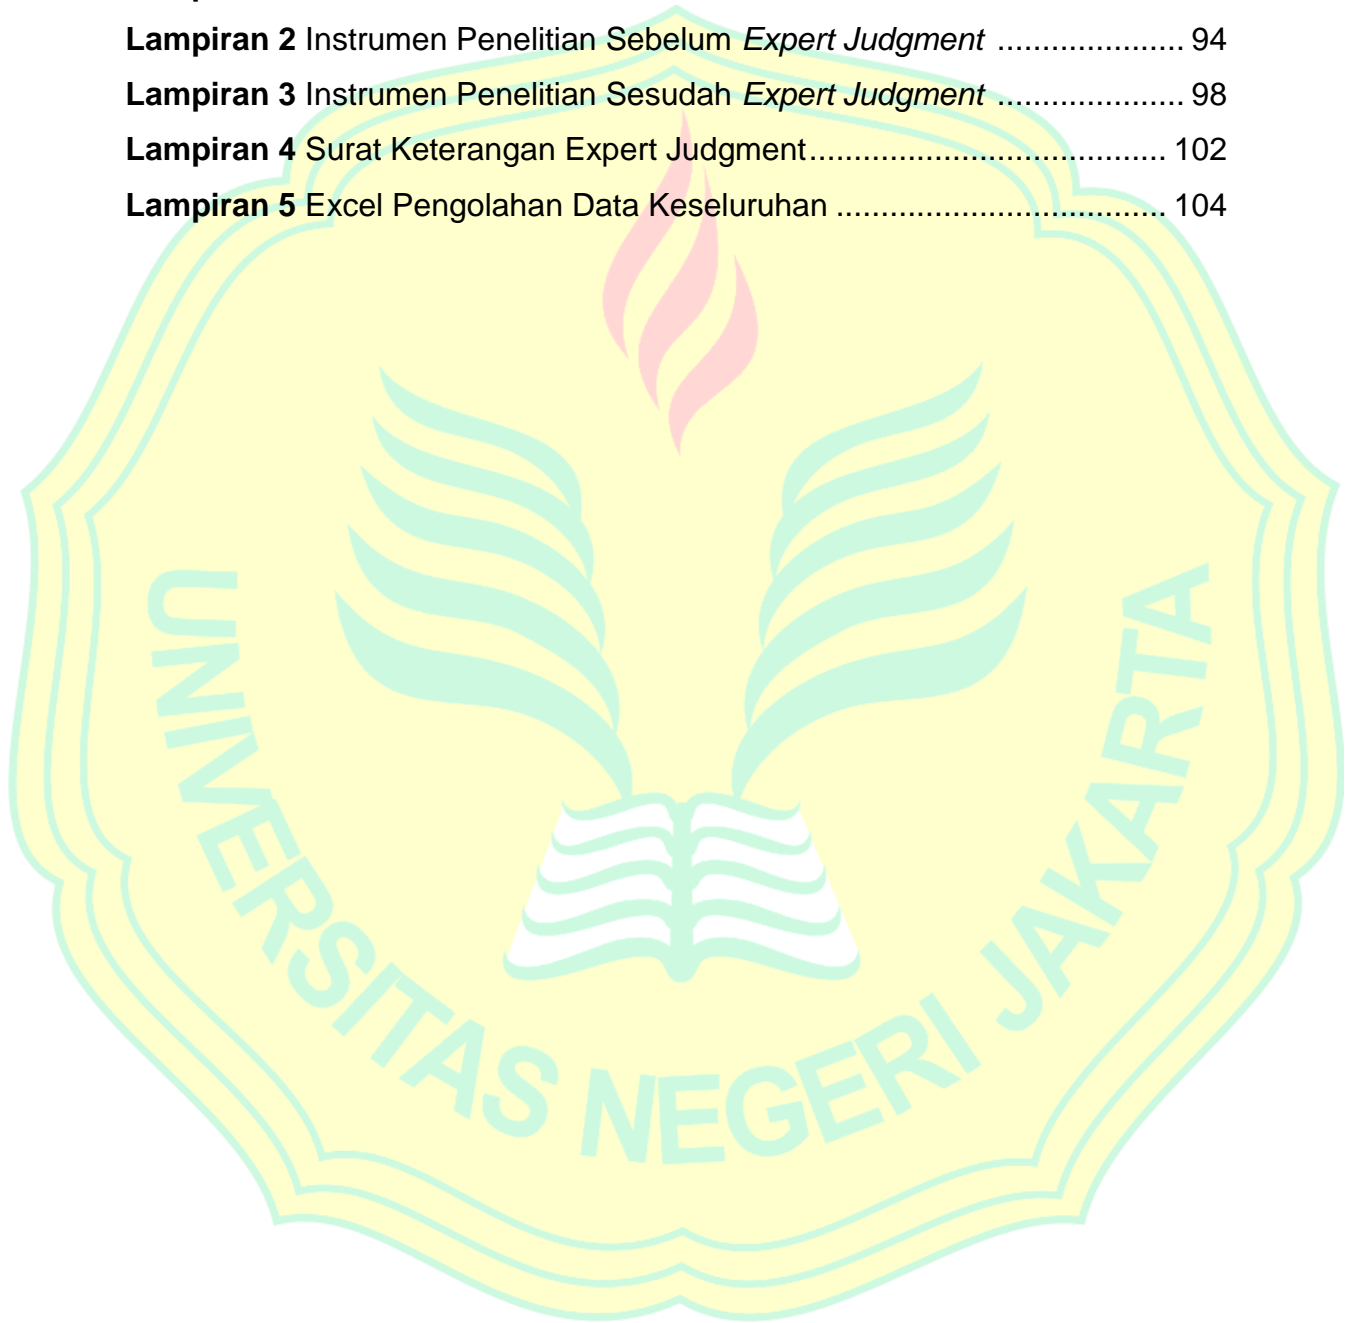 Lampiran 2 Instrumen Penelitian Sebelum Expert Judgment ..................... 94
Lampiran 3 Instrumen Penelitian Sesudah Expert Judgment ..................... 98
Lampiran 4 Surat Keterangan Expert Judgment....................................... 102
Lampiran 5 Excel Pengolahan Data Keseluruhan .................................... 104
UNIVERSITAS NEGERI JAKARTA